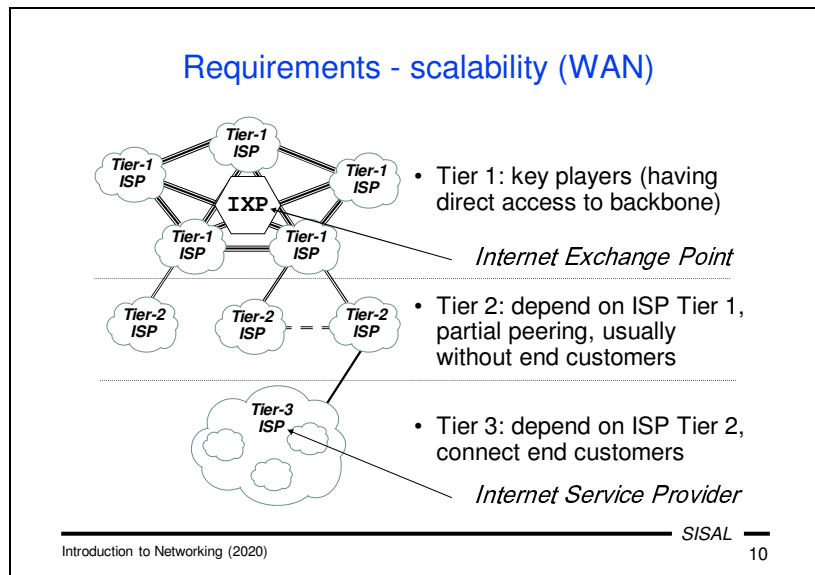 Requirements - scalability (WAN)
Tier-1
ISP
Tier-1
ISP
Tier-1
ISP
IXP
Tier-1
ISP
Tier-1
ISP
• Tier 1: key players (having
direct access to backbone)
Internet Exchange Point
Tier-2
ISP
Tier-2
ISP
Tier-2
ISP
• Tier 2: depend on ISP Tier 1,
partial peering, usually
without end customers
Tier-3
ISP
• Tier 3: depend on ISP Tier 2,
connect end customers
Internet Service Provider
SISAL
Introduction to Networking (2020)
10